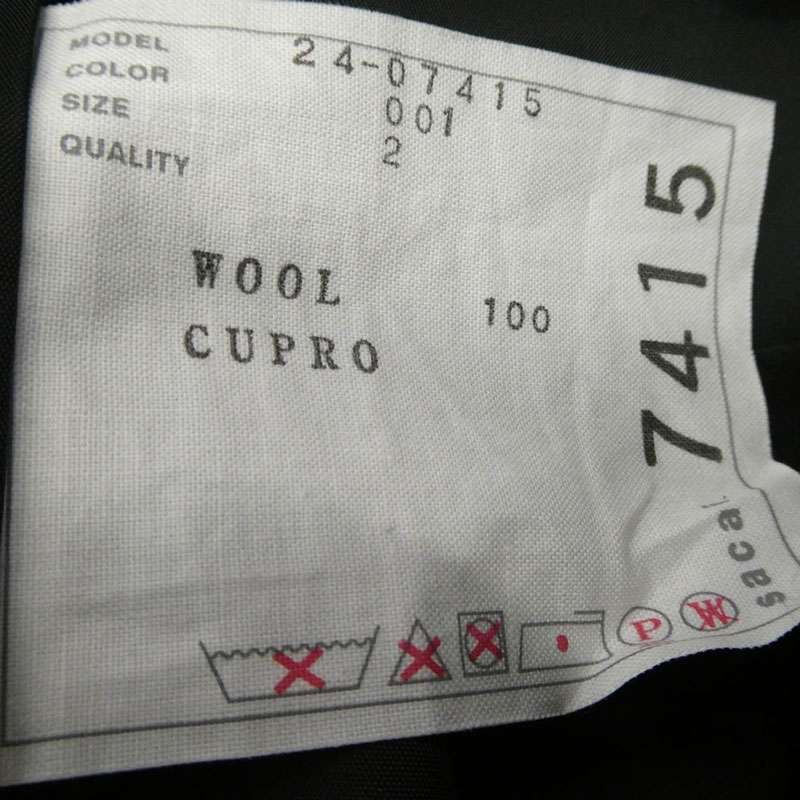 MODEL 24-07415
COLOR 001
SIZE 2
QUALITY
WOOL 100
CUPRO
7415
sacai
P
W